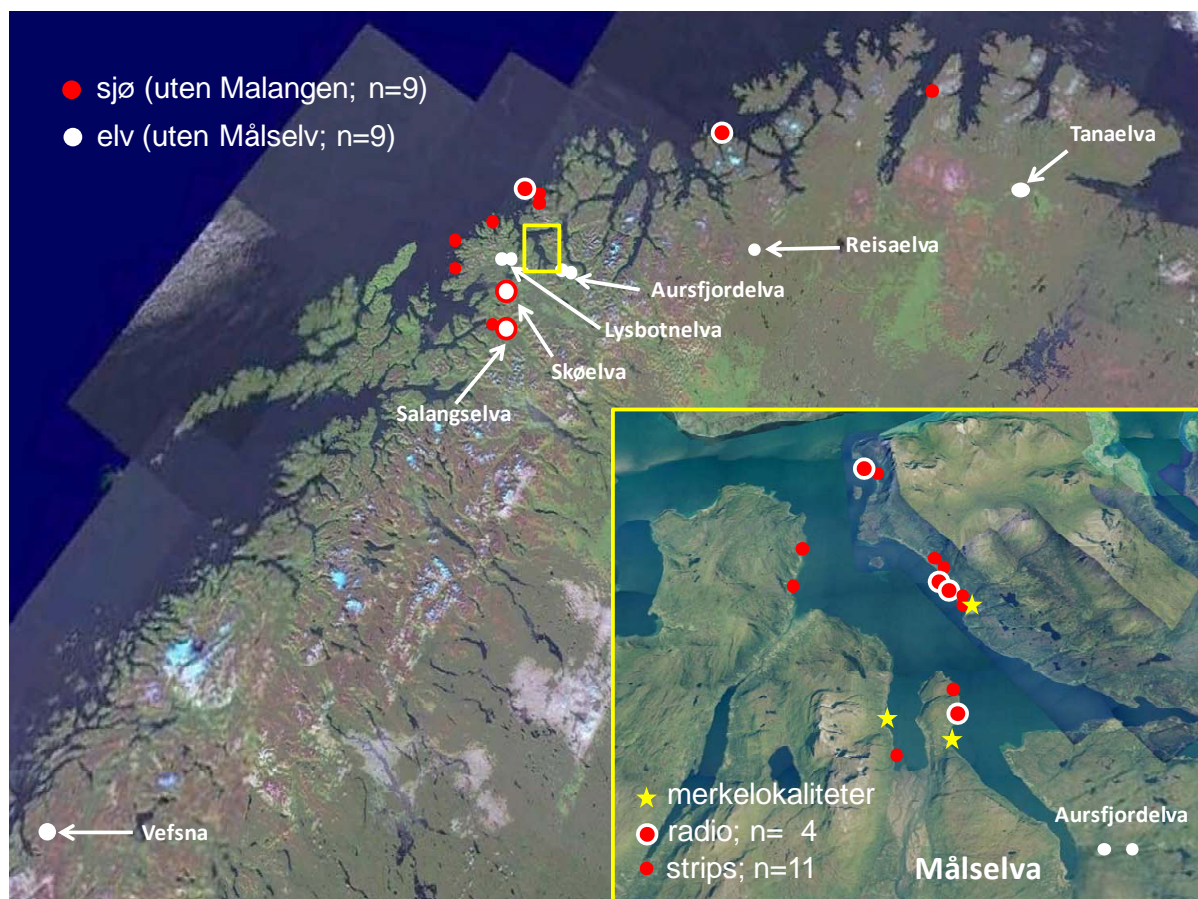 sjø (uten Malangen; n=9)
elv (uten Målselv; n=9)
Tanaelva
Reisaelva
Aursfjordelva
Lysbotnelva
Skøelva
Salangselva
Vefsna
merkelokaliteter
radio; n= 4
strips; n=11
Aursfjordelva
Målselva